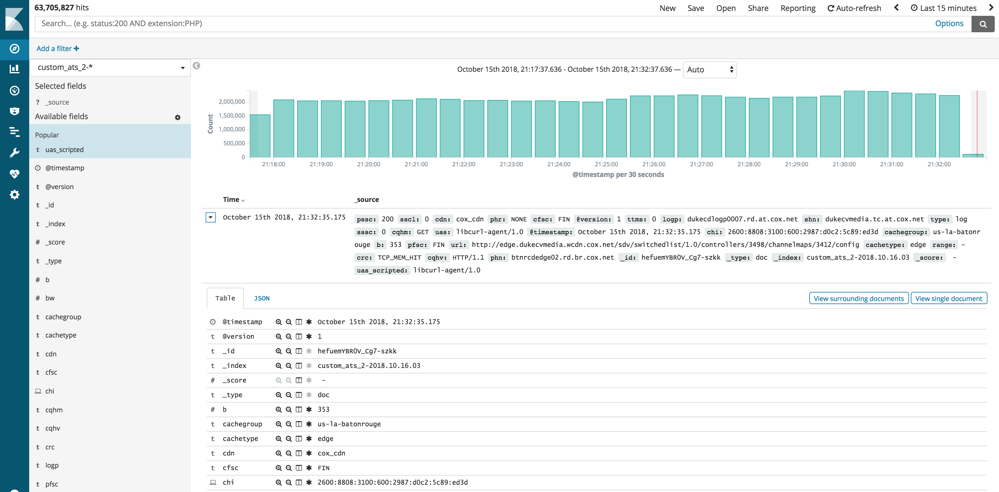 63,705,827 hits
New Save Open Share Reporting Auto-refresh Last 15 minutes
Search... (e.g. status:200 AND extension:PHP)
Options
Add a filter
custom_ats_2-*
October 15th 2018, 21:17:37.636 - October 15th 2018, 21:32:37.636 — Auto
Selected fields
? _source
Available fields
Popular
t uas_scripted
@timestamp
t @version
t _id
t _index
# _score
t _type
# b
# bw
t cachegroup
t cachetype
t cdn
t cfsc
chi
t cqhm
t cqhv
t crc
t logp
t pfsc
Count
2,000,000
1,500,000
1,000,000
500,000
0
21:18:00 21:19:00 21:20:00 21:21:00 21:22:00 21:23:00 21:24:00 21:25:00 21:26:00 21:27:00 21:28:00 21:29:00 21:30:00 21:31:00 21:32:00
@timestamp per 30 seconds
Time _source
October 15th 2018, 21:32:35.175
pssc: 200 sscl: 0 cdn: cox_cdn phr: NONE cfsc: FIN @version: 1 ttms: 0 logp: dukecdlogp0007.rd.at.cox.net shn: dukecvmedia.tc.at.cox.net type: log
sssc: 0 cqhm: GET uas: libcurl-agent/1.0 @timestamp: October 15th 2018, 21:32:35.175 chi: 2600:8808:3100:600:2987:d0c2:5c89:ed3d cachegroup: us-la-batonr
ouge b: 353 pfsc: FIN url: http://edge.dukecvmedia.wcdn.cox.net/sdv/switchedlist/1.0/controllers/3498/channelmaps/3412/config cachetype: edge range: -
crc: TCP_MEM_HIT cqhv: HTTP/1.1 phn: btnrcdedge02.rd.br.cox.net _id: hefuemYBR0V_Cg7-szkk _type: doc _index: custom_ats_2-2018.10.16.03 _score: -
uas_scripted: libcurl-agent/1.0
Table JSON
View surrounding documents View single document
@timestamp October 15th 2018, 21:32:35.175
t @version 1
t _id hefuemYBR0V_Cg7-szkk
t _index custom_ats_2-2018.10.16.03
# _score -
t _type doc
# b 353
t cachegroup us-la-batonrouge
t cachetype edge
t cdn cox_cdn
t cfsc FIN
chi 2600:8808:3100:600:2987:d0c2:5c89:ed3d